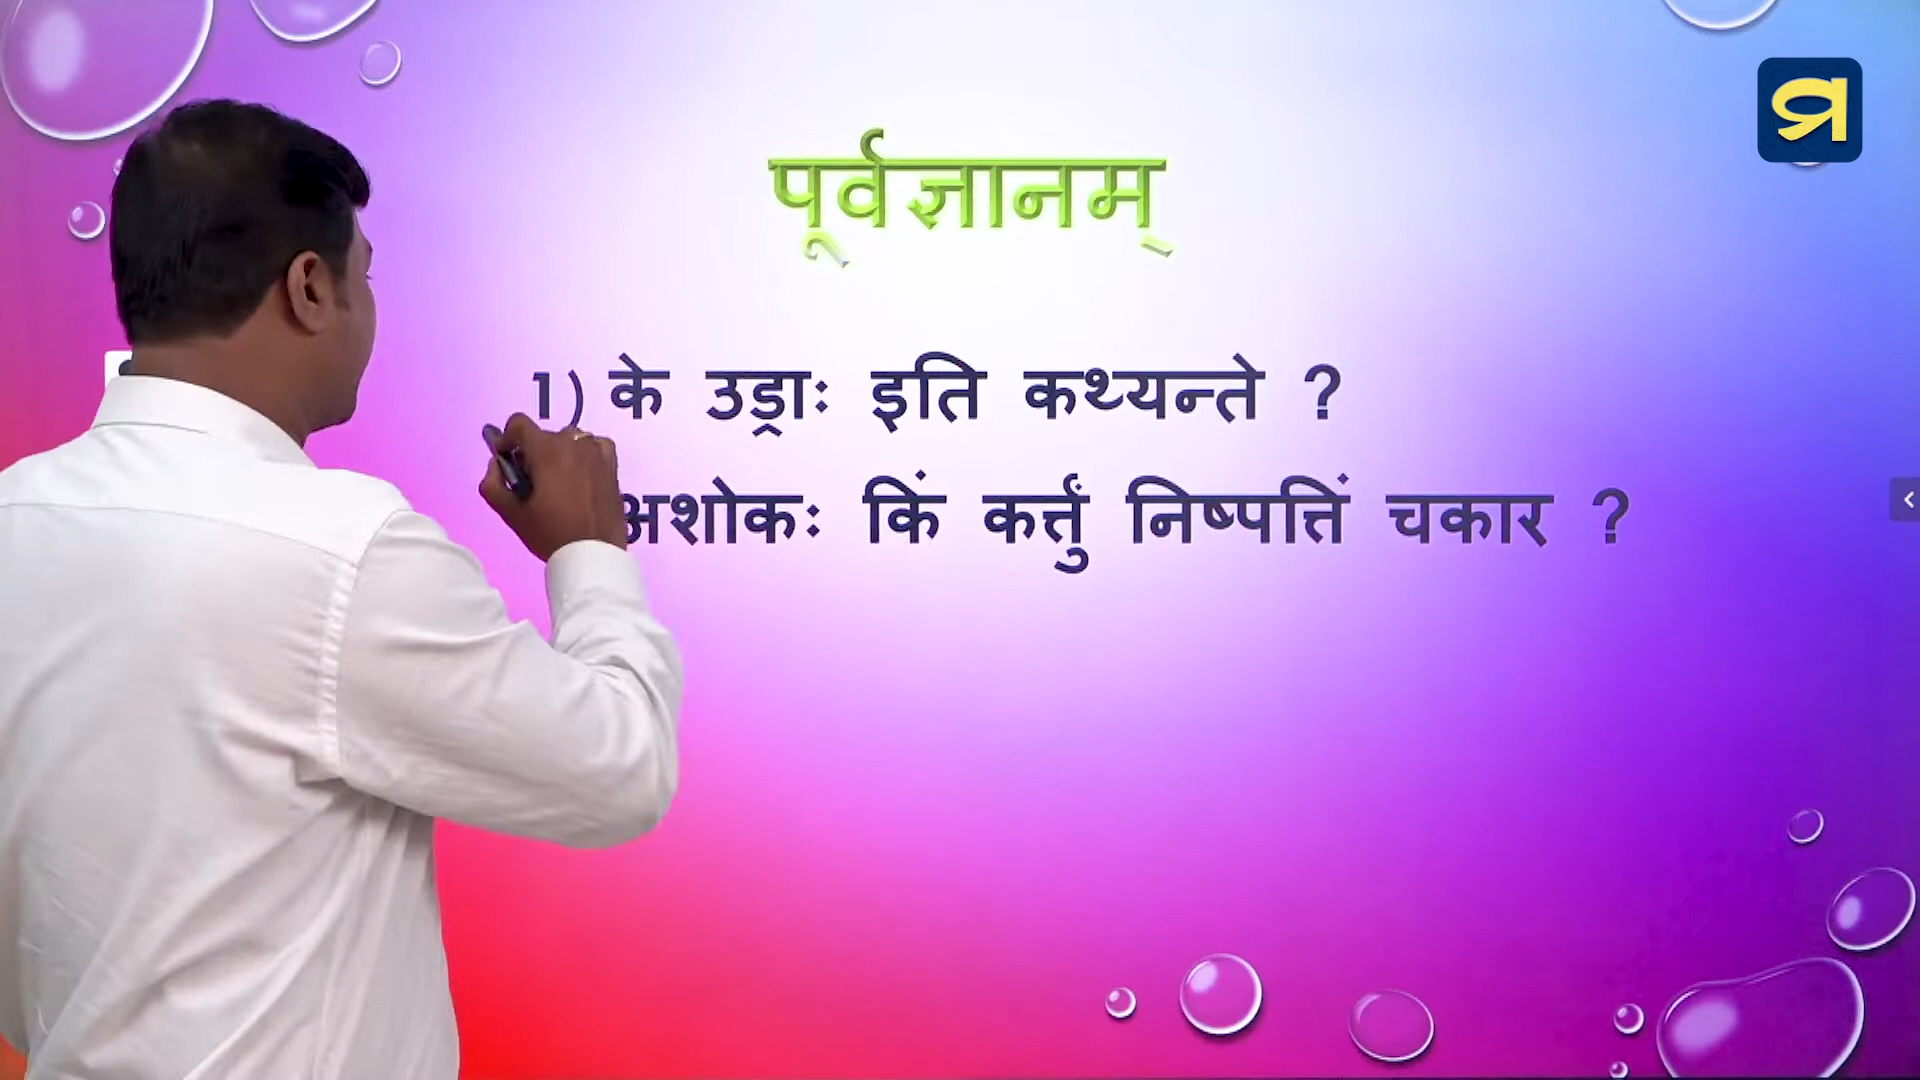 ପ୍ର
पूर्वज्ञानम्
1) के उड्राः इति कथ्यन्ते ?
अशोकः किं कर्त्तुं निष्पत्तिं चकार ?